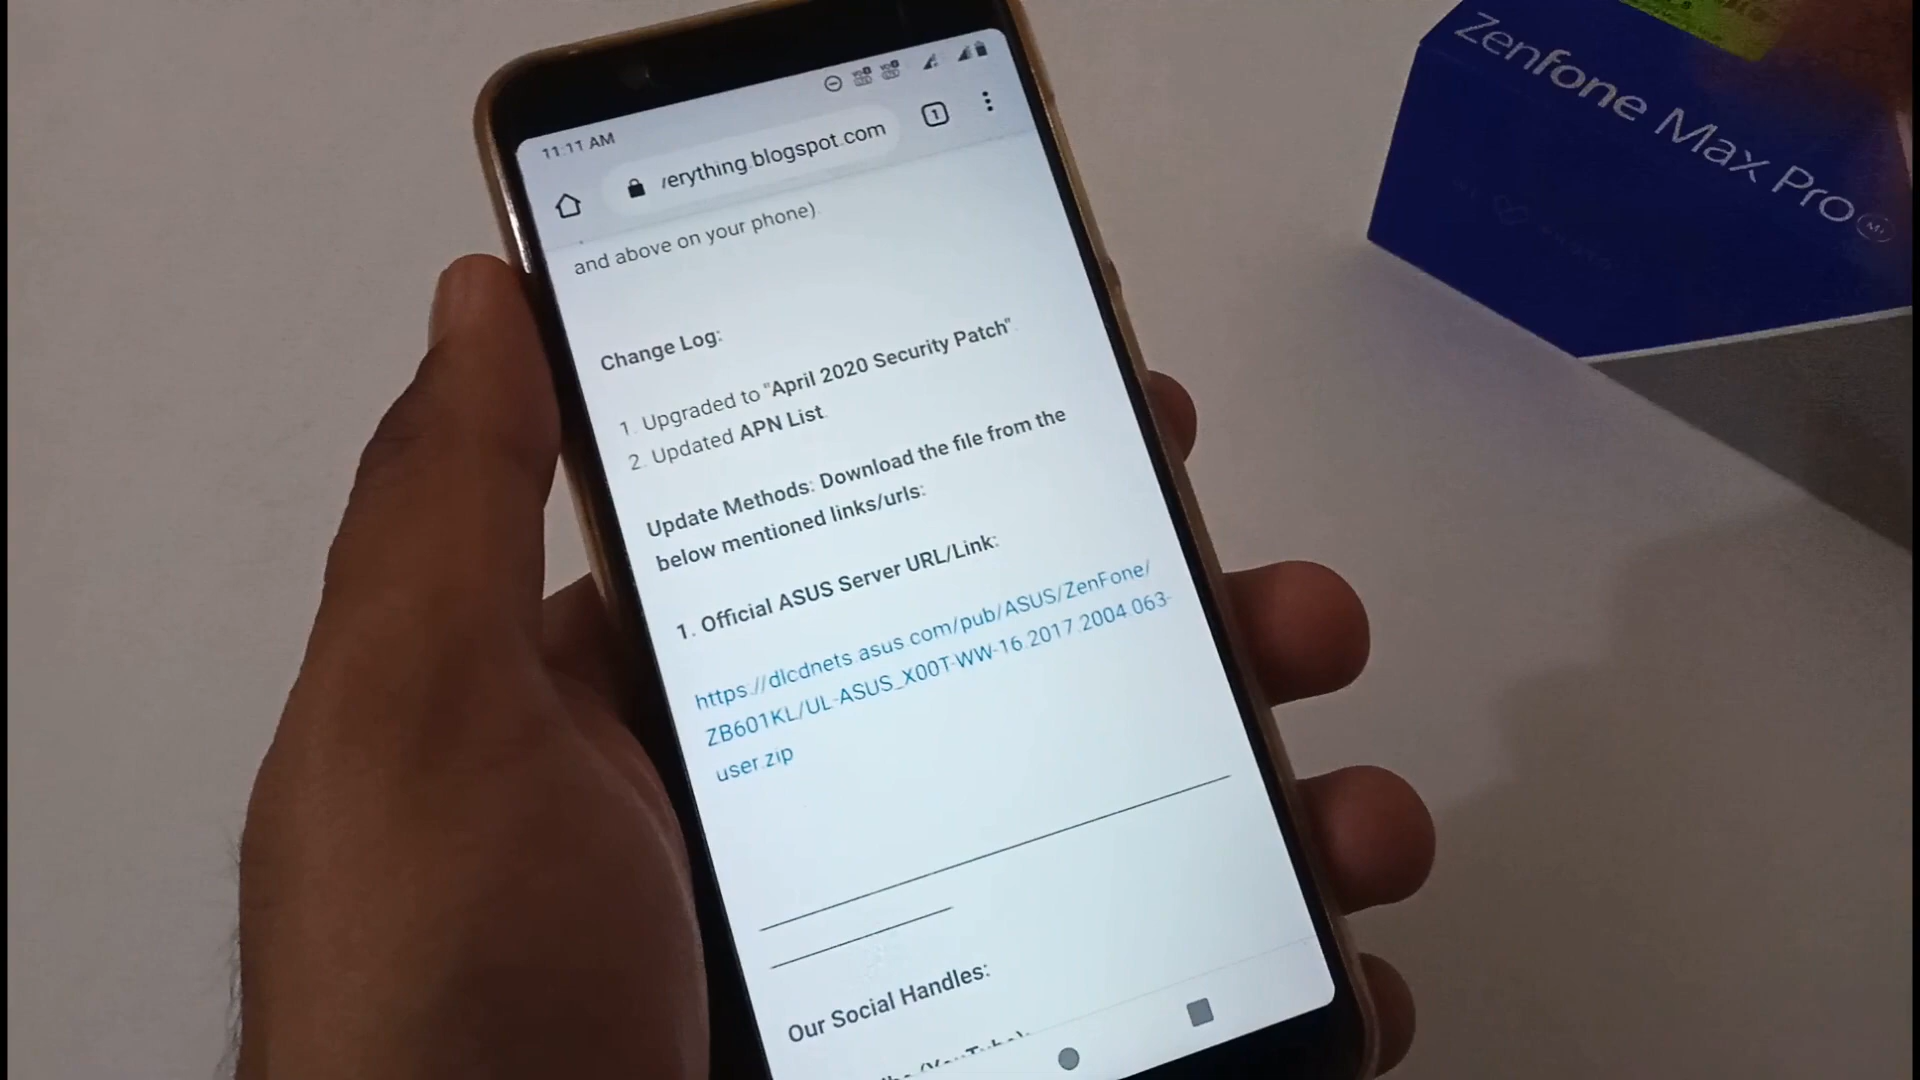 Zenfone Max Pro
11:11 AM
1
erything.blogspot.com
and above on your phone).
Change Log:
1. Upgraded to "April 2020 Security Patch".
2. Updated APN List.
Update Methods: Download the file from the
below mentioned links/urls:
1. Official ASUS Server URL/Link:
https://dlcdnets.asus.com/pub/ASUS/ZenFone/
ZB601KL/UL-ASUS_X00T-WW-16.2017.2004.063-
user.zip
Our Social Handles: